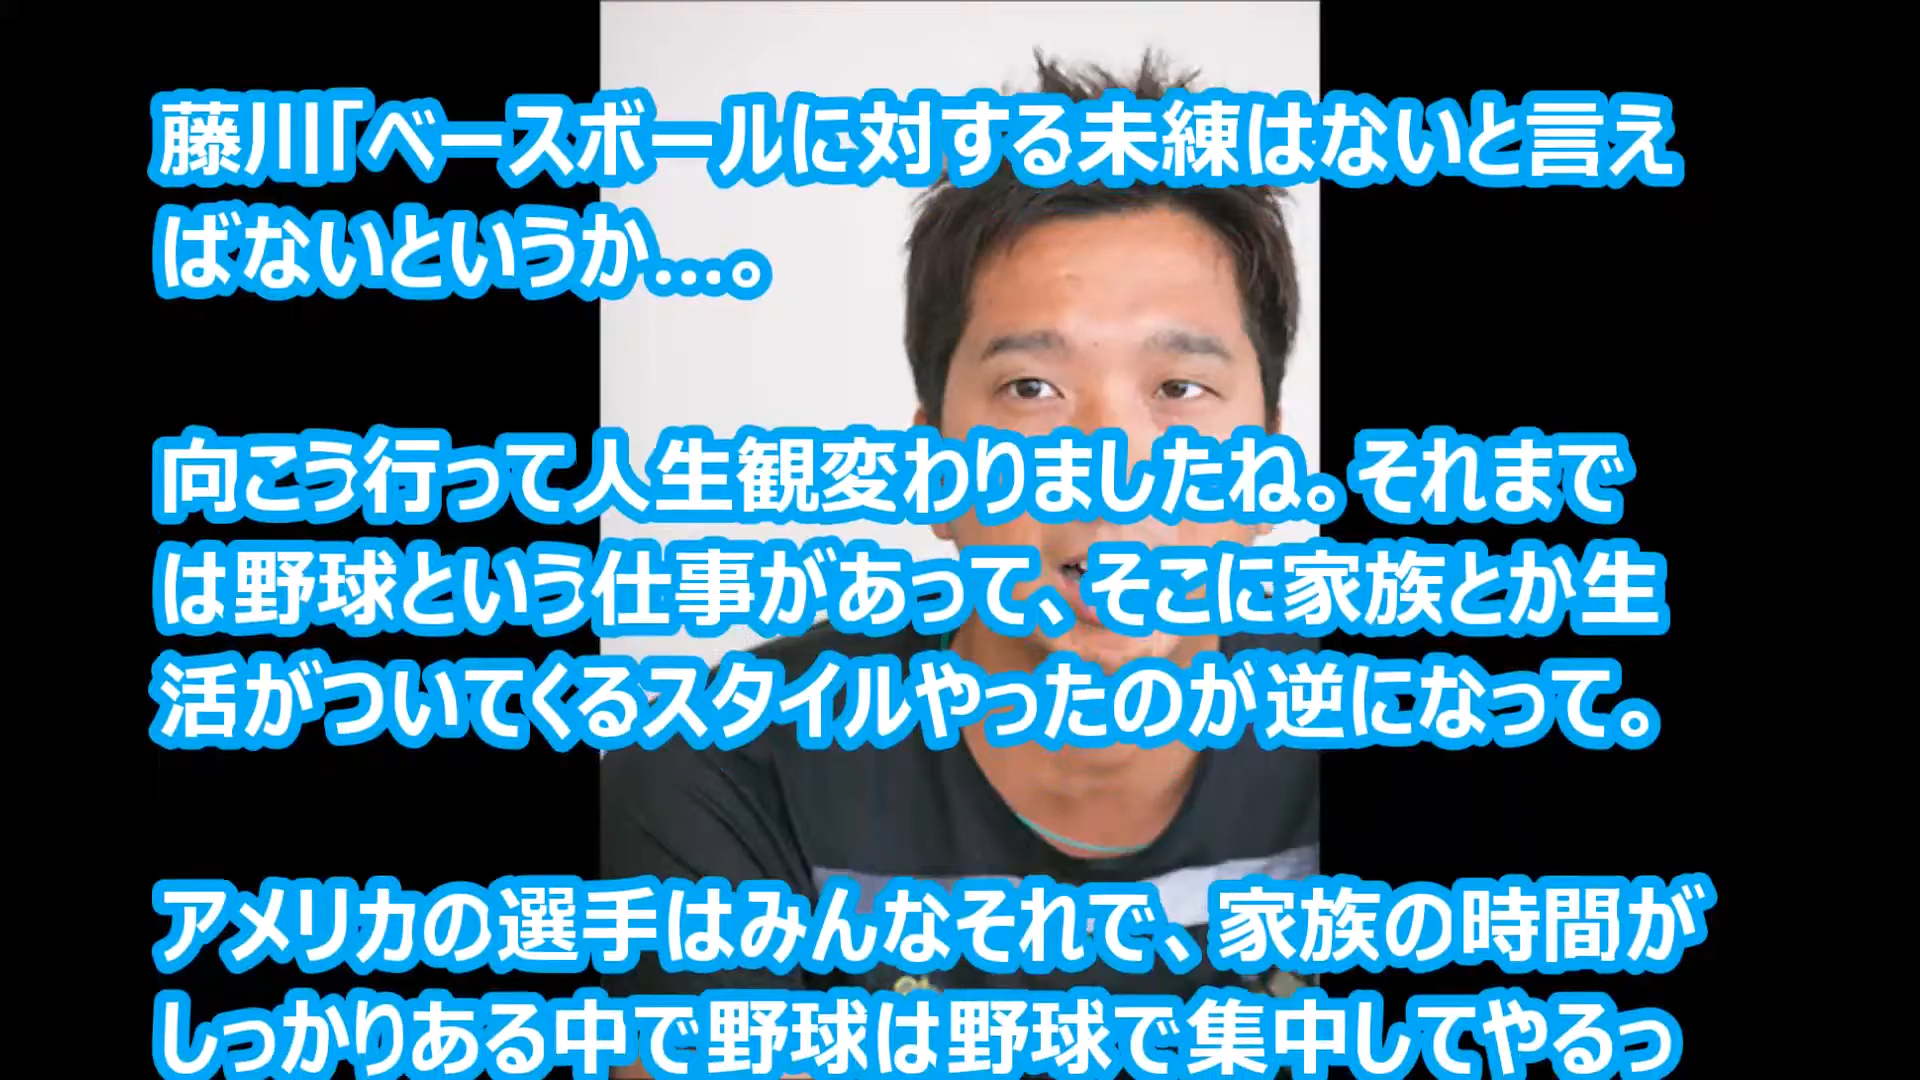 藤川「ベースボールに対する未練はないと言え
ばないというか…。
向こう行って人生観変わりましたね。それまで
は野球という仕事があって、そこに家族とか生
活がついてくるスタイルやったのが逆になって。
アメリカの選手はみんなそれで、家族の時間が
しっかりある中で野球は野球で集中してやるっ